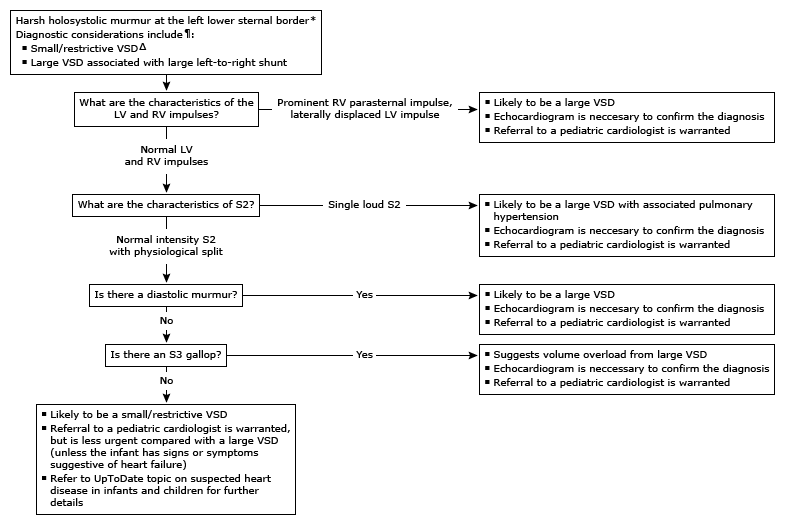 Harsh holosystolic murmur at the left lower sternal border*
Diagnostic considerations include¶:
▪ Small/restrictive VSDΔ
▪ Large VSD associated with large left-to-right shunt
What are the characteristics of the
LV and RV impulses?
Prominent RV parasternal impulse,
laterally displaced LV impulse
▪ Likely to be a large VSD
▪ Echocardiogram is neccesary to confirm the diagnosis
▪ Referral to a pediatric cardiologist is warranted
Normal LV
and RV impulses
What are the characteristics of S2?
Single loud S2
▪ Likely to be a large VSD with associated pulmonary
hypertension
▪ Echocardiogram is neccesary to confirm the diagnosis
▪ Referral to a pediatric cardiologist is warranted
Normal intensity S2
with physiological split
Is there a diastolic murmur?
Yes
▪ Likely to be a large VSD
▪ Echocardiogram is neccesary to confirm the diagnosis
▪ Referral to a pediatric cardiologist is warranted
No
Is there an S3 gallop?
Yes
▪ Suggests volume overload from large VSD
▪ Echocardiogram is neccessary to confirm the diagnosis
▪ Referral to a pediatric cardiologist is warranted
No
▪ Likely to be a small/restrictive VSD
▪ Referral to a pediatric cardiologist is warranted,
but is less urgent compared with a large VSD
(unless the infant has signs or symptoms
suggestive of heart failure)
▪ Refer to UpToDate topic on suspected heart
disease in infants and children for further
details